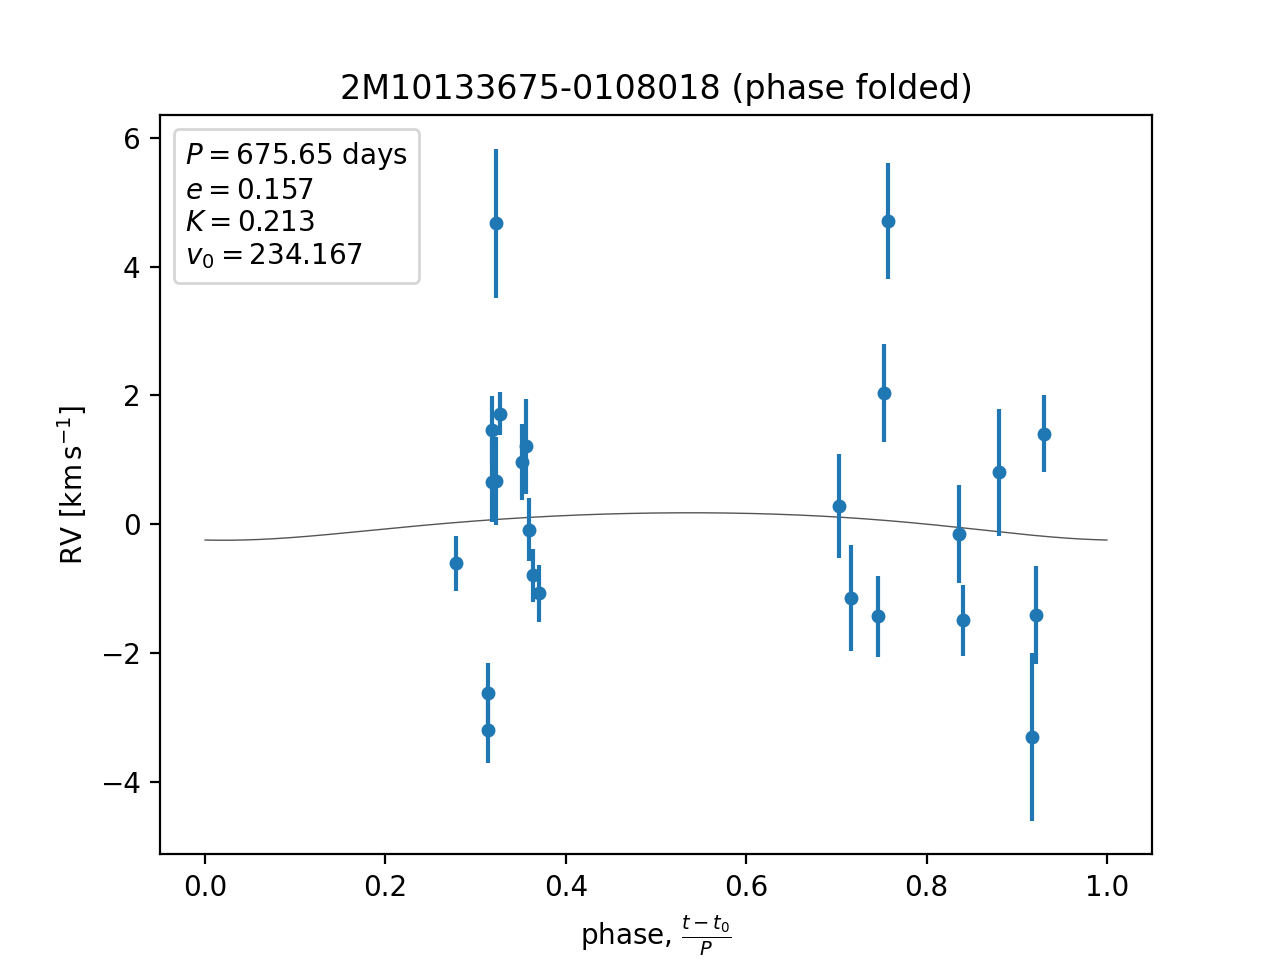 2M10133675-0108018 (phase folded)
P = 675.65 days
e = 0.157
K = 0.213
v₀ = 234.167
6
4
2
0
−2
−4
RV [km s⁻¹]
0.0 0.2 0.4 0.6 0.8 1.0
phase, (t − t₀)/P